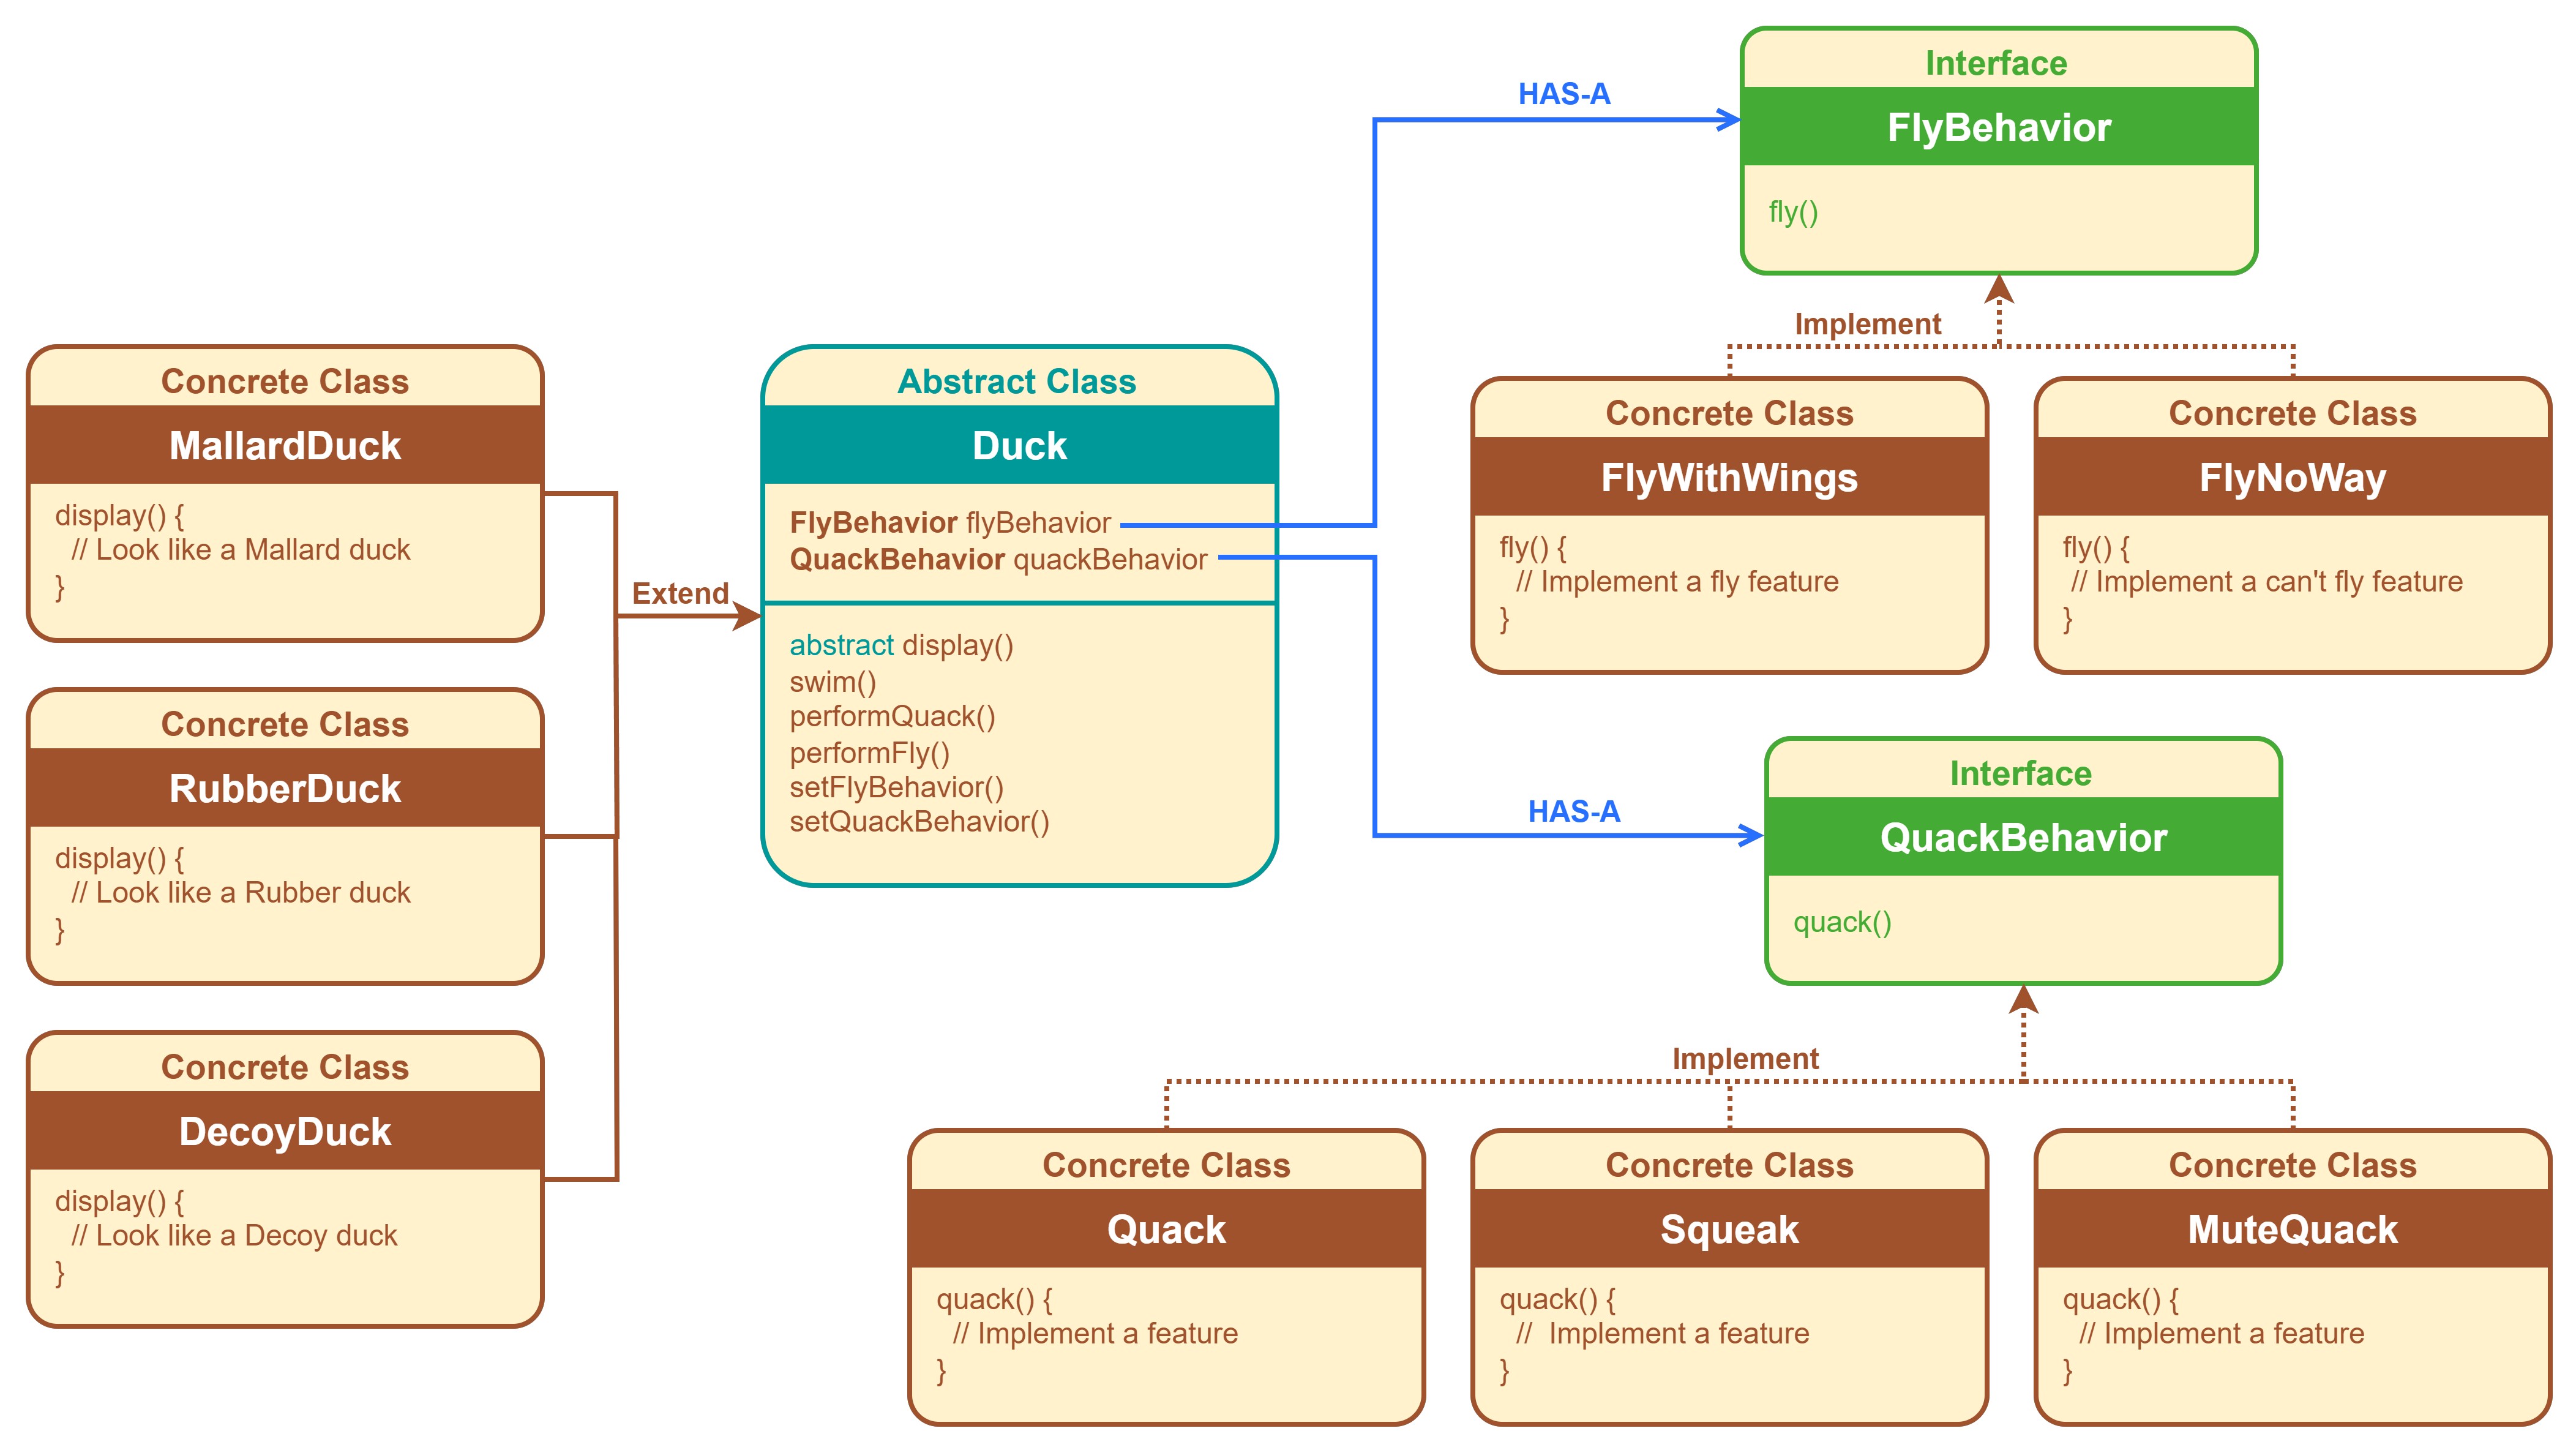 Interface
FlyBehavior
fly()
HAS-A
Implement
Concrete Class
FlyWithWings
fly() {
// Implement a fly feature
}
Concrete Class
FlyNoWay
fly() {
// Implement a can't fly feature
}
Concrete Class
MallardDuck
display() {
// Look like a Mallard duck
}
Extend
Abstract Class
Duck
FlyBehavior flyBehavior
QuackBehavior quackBehavior
abstract display()
swim()
performQuack()
performFly()
setFlyBehavior()
setQuackBehavior()
Concrete Class
RubberDuck
display() {
// Look like a Rubber duck
}
HAS-A
Interface
QuackBehavior
quack()
Concrete Class
DecoyDuck
display() {
// Look like a Decoy duck
}
Implement
Concrete Class
Quack
quack() {
// Implement a feature
}
Concrete Class
Squeak
quack() {
//  Implement a feature
}
Concrete Class
MuteQuack
quack() {
// Implement a feature
}